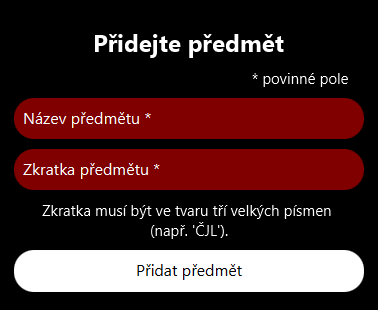 Přidejte předmět
* povinné pole
Název předmětu *
Zkratka předmětu *
Zkratka musí být ve tvaru tří velkých písmen
(např. 'ČJL').
Přidat předmět